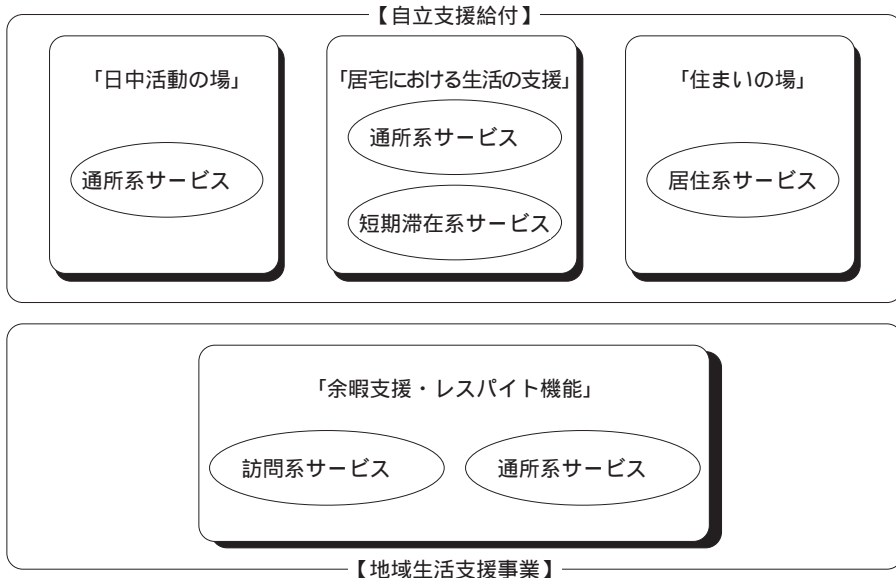 【自立支援給付】
「日中活動の場」
通所系サービス
「居宅における生活の支援」
通所系サービス
短期滞在系サービス
「住まいの場」
居住系サービス
「余暇支援・レスパイト機能」
訪問系サービス
通所系サービス
【地域生活支援事業】